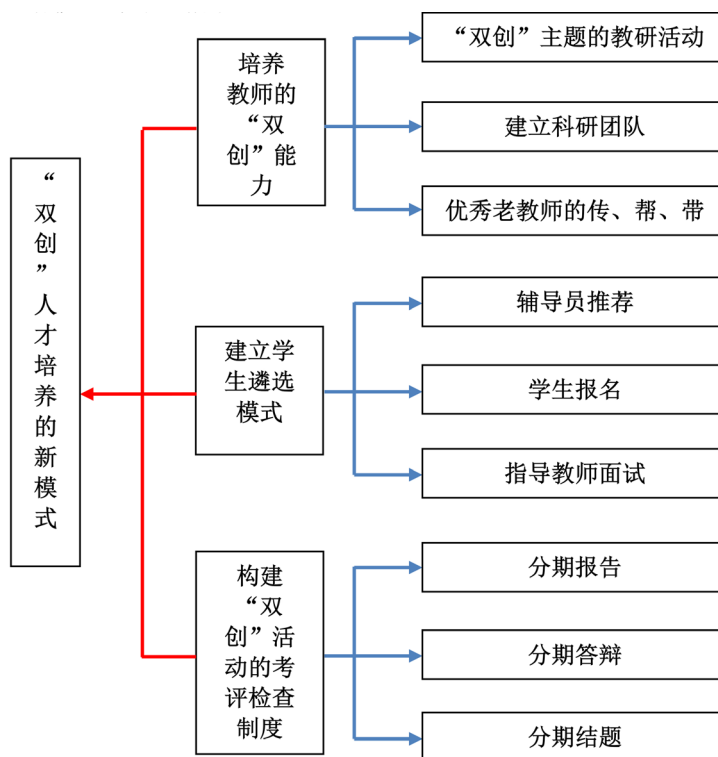 “双创”人才培养的新模式
培养
教师的
“双
创”能
力
“双创”主题的教研活动
建立科研团队
优秀老教师的传、帮、带
建立学
生遴选
模式
辅导员推荐
学生报名
指导教师面试
构建
“双
创”活
动的考
评检查
制度
分期报告
分期答辩
分期结题